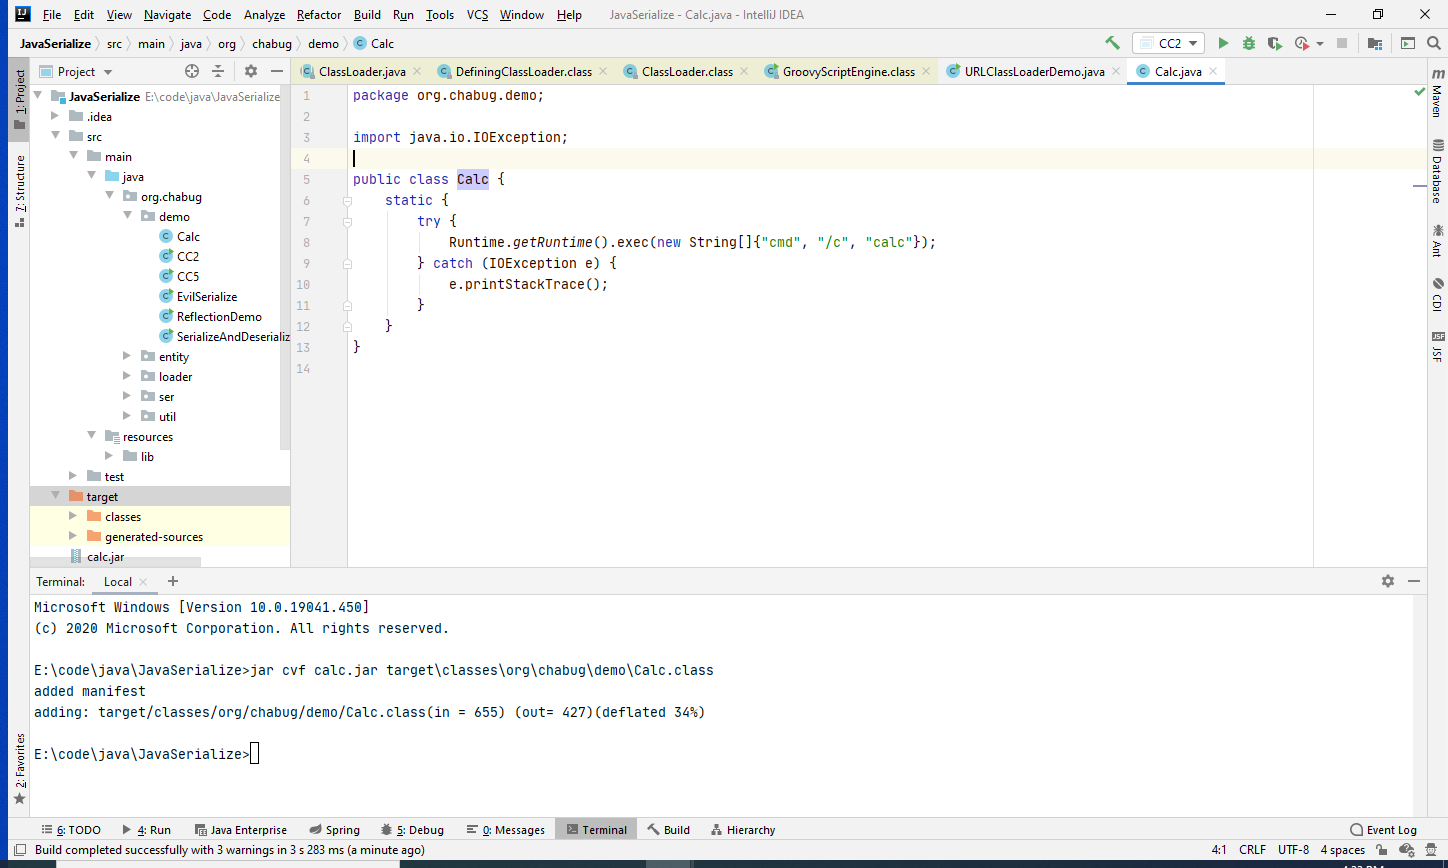 File Edit View Navigate Code Analyze Refactor Build Run Tools VCS Window Help JavaSerialize - Calc.java - IntelliJ IDEA
JavaSerialize src main java org chabug demo Calc CC2
Project
ClassLoader.java DefiningClassLoader.class ClassLoader.class GroovyScriptEngine.class URLClassLoaderDemo.java Calc.java
1: Project
7: Structure
2: Favorites
JavaSerialize E:\code\java\JavaSerialize
.idea
src
main
java
org.chabug
demo
Calc
CC2
CC5
EvilSerialize
ReflectionDemo
SerializeAndDeserializ
entity
loader
ser
util
resources
lib
test
target
classes
generated-sources
calc.jar
1 package org.chabug.demo;
2
3 import java.io.IOException;
4
5 public class Calc {
6 static {
7 try {
8 Runtime.getRuntime().exec(new String[]{"cmd", "/c", "calc"});
9 } catch (IOException e) {
10 e.printStackTrace();
11 }
12 }
13 }
14
m Maven
Database
Ant
CDI
JSF JSF
Terminal: Local +
Microsoft Windows [Version 10.0.19041.450]
(c) 2020 Microsoft Corporation. All rights reserved.
E:\code\java\JavaSerialize>jar cvf calc.jar target\classes\org\chabug\demo\Calc.class
added manifest
adding: target/classes/org/chabug/demo/Calc.class(in = 655) (out= 427)(deflated 34%)
E:\code\java\JavaSerialize>
6: TODO 4: Run Java Enterprise Spring 5: Debug 0: Messages Terminal Build Hierarchy Event Log
Build completed successfully with 3 warnings in 3 s 283 ms (a minute ago) 4:1 CRLF UTF-8 4 spaces